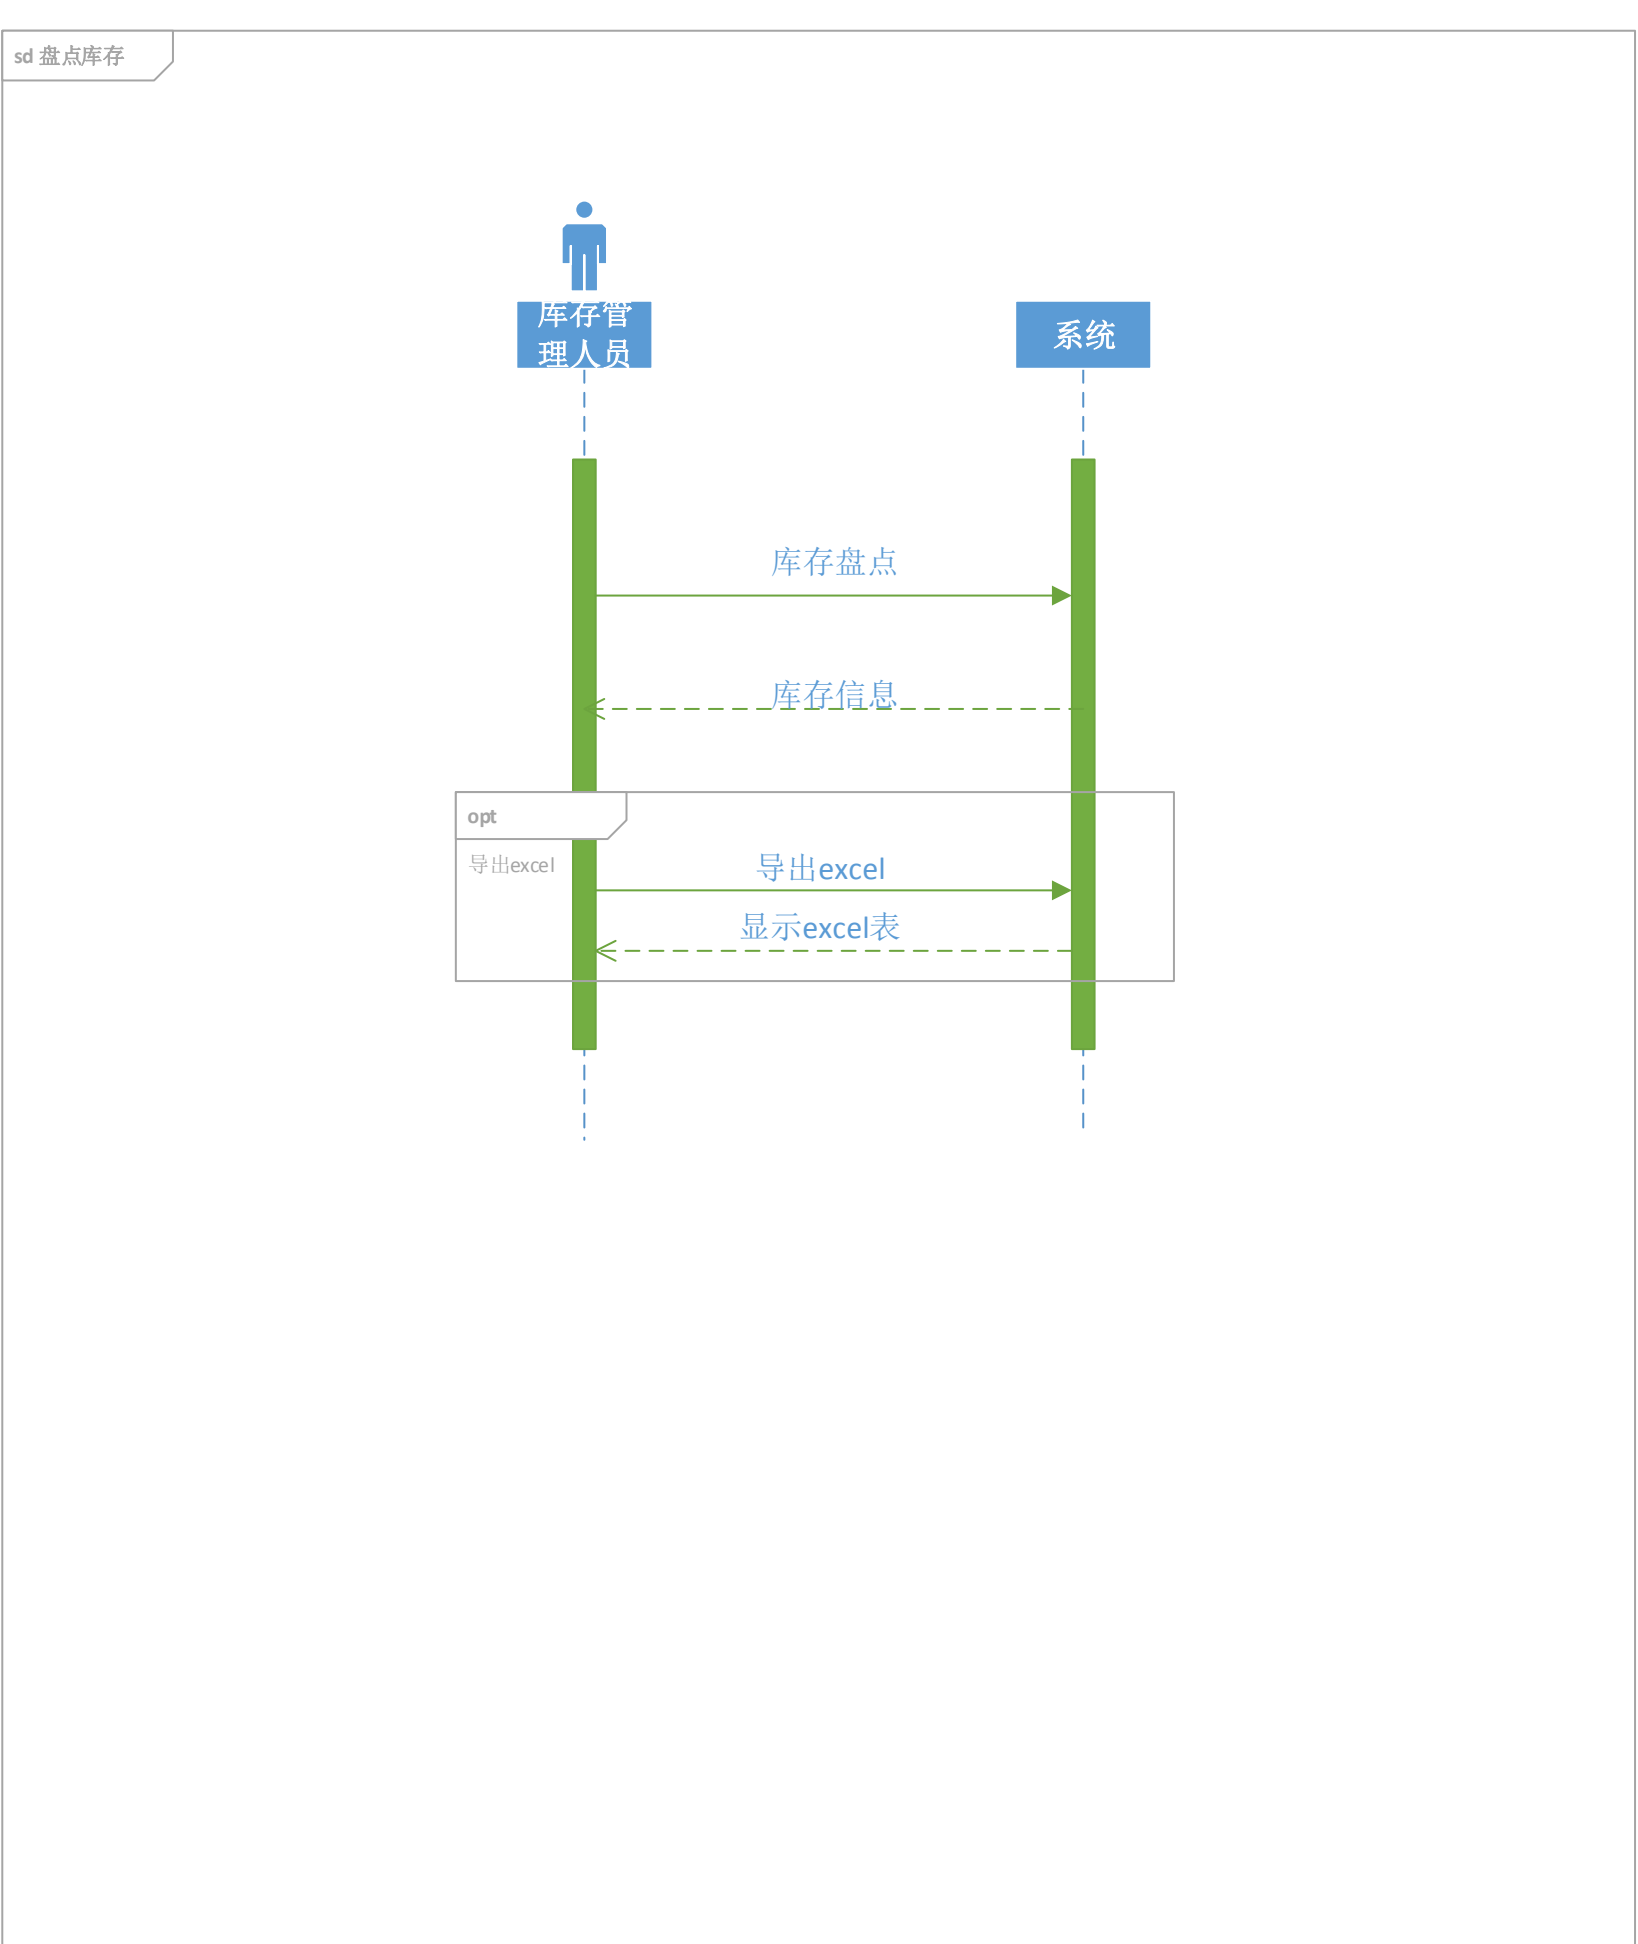 sd 盘点库存
库存管
理人员
系统
库存盘点
库存信息
opt
导出excel
导出excel
显示excel表